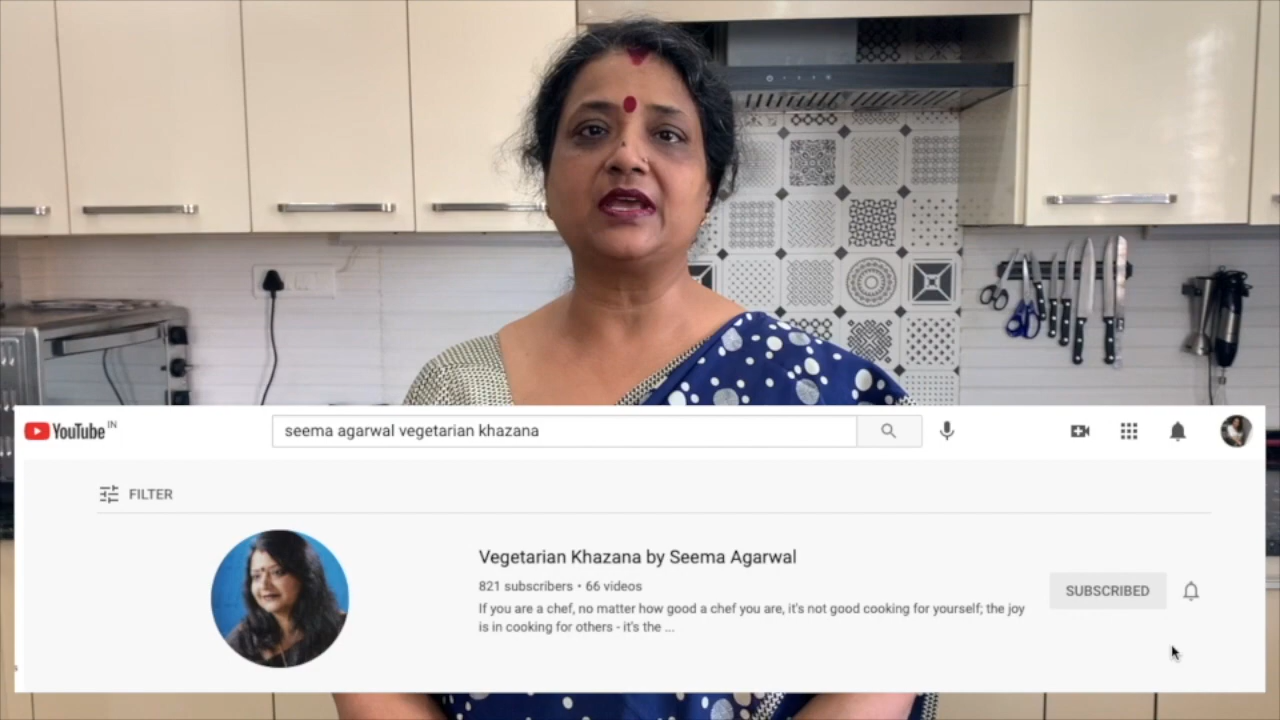 YouTube IN
seema agarwal vegetarian khazana
FILTER
Vegetarian Khazana by Seema Agarwal
821 subscribers • 66 videos
If you are a chef, no matter how good a chef you are, it's not good cooking for yourself; the joy
is in cooking for others - it's the ...
SUBSCRIBED